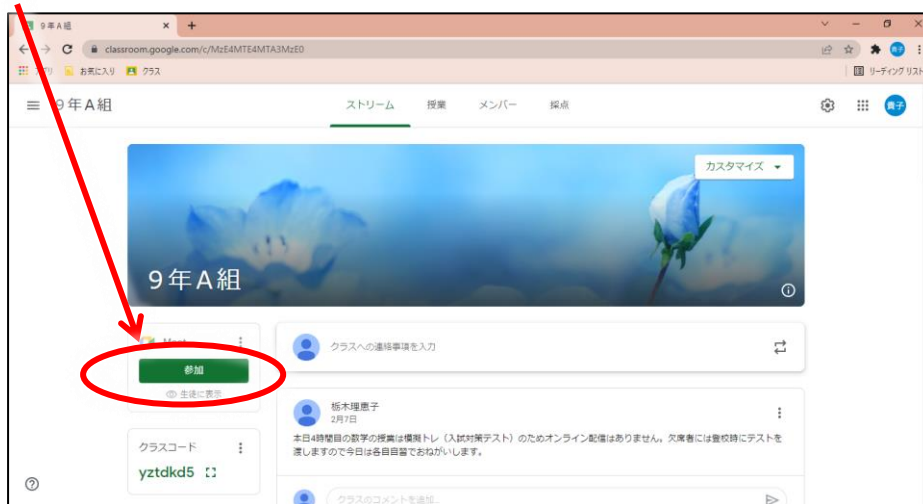 9年A組
classroom.google.com/c/MzE4MTE4MTA3MzE0
お気に入り クラス リーディングリスト
9年A組 ストリーム 授業 メンバー 採点 貴子
カスタマイズ
9年A組
Meet
参加
生徒に表示
クラスコード
yztdkd5
クラスへの連絡事項を入力
栃木理恵子
2月7日
本日4時間目の数学の授業は模擬トレ（入試対策テスト）のためオンライン配信はありません。欠席者には登校時にテストを
渡しますので今日は各自自習でおねがいします。
クラスのコメントを追加...